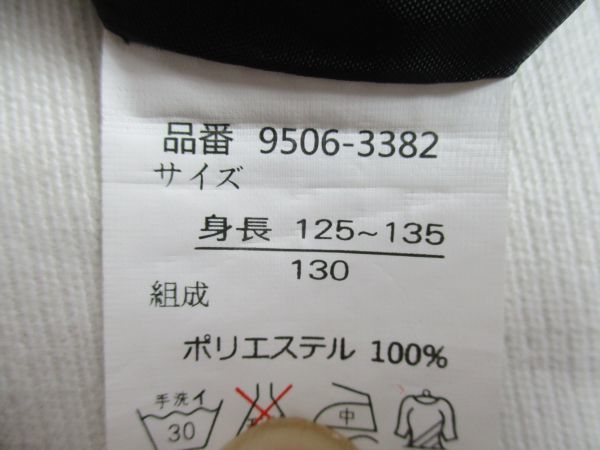 品番 9506-3382
サイズ
身長 125~135
130
組成
ポリエステル 100%
手洗イ
30
中